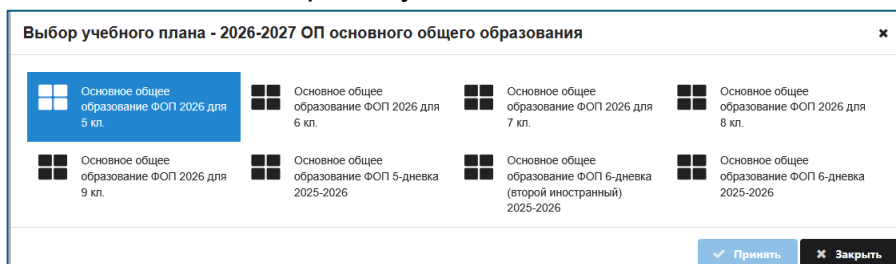 Выбор учебного плана - 2026-2027 ОП основного общего образования
Основное общее
образование ФОП 2026 для
5 кл.
Основное общее
образование ФОП 2026 для
6 кл.
Основное общее
образование ФОП 2026 для
7 кл.
Основное общее
образование ФОП 2026 для
8 кл.
Основное общее
образование ФОП 2026 для
9 кл.
Основное общее
образование ФОП 5-дневка
2025-2026
Основное общее
образование ФОП 6-дневка
(второй иностранный)
2025-2026
Основное общее
образование ФОП 6-дневка
2025-2026
Принять
Закрыть